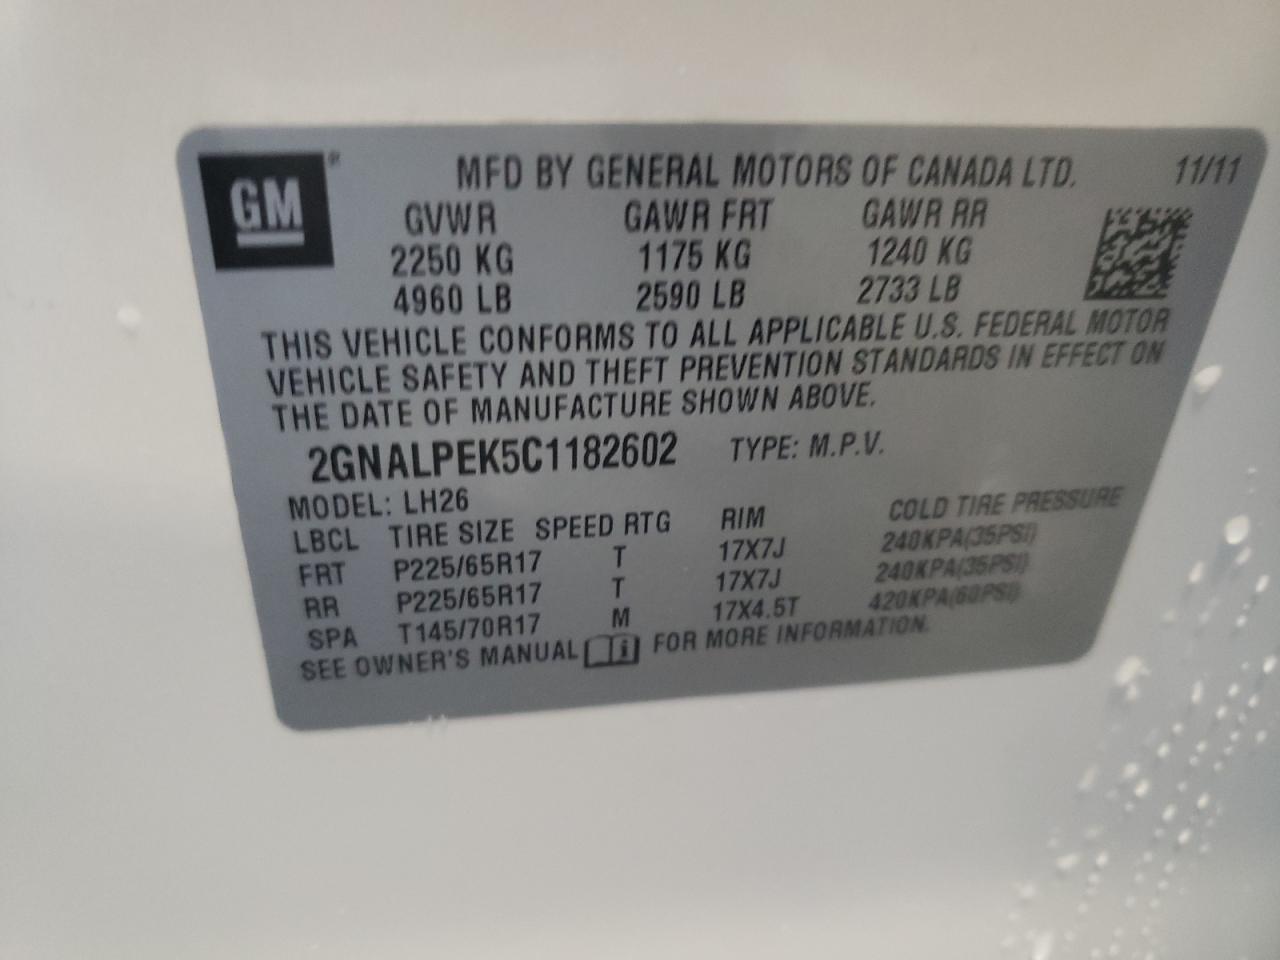 GM®
MFD BY GENERAL MOTORS OF CANADA LTD. 11/11
GVWR GAWR FRT GAWR RR
2250 KG 1175 KG 1240 KG
4960 LB 2590 LB 2733 LB
THIS VEHICLE CONFORMS TO ALL APPLICABLE U.S. FEDERAL MOTOR
VEHICLE SAFETY AND THEFT PREVENTION STANDARDS IN EFFECT ON
THE DATE OF MANUFACTURE SHOWN ABOVE.
2GNALPEK5C1182602 TYPE: M.P.V.
MODEL: LH26
LBCL TIRE SIZE SPEED RTG RIM COLD TIRE PRESSURE
FRT P225/65R17 T 17X7J 240KPA(35PSI)
RR P225/65R17 T 17X7J 240KPA(35PSI)
SPA T145/70R17 M 17X4.5T 420KPA(60PSI)
SEE OWNER'S MANUAL i FOR MORE INFORMATION.